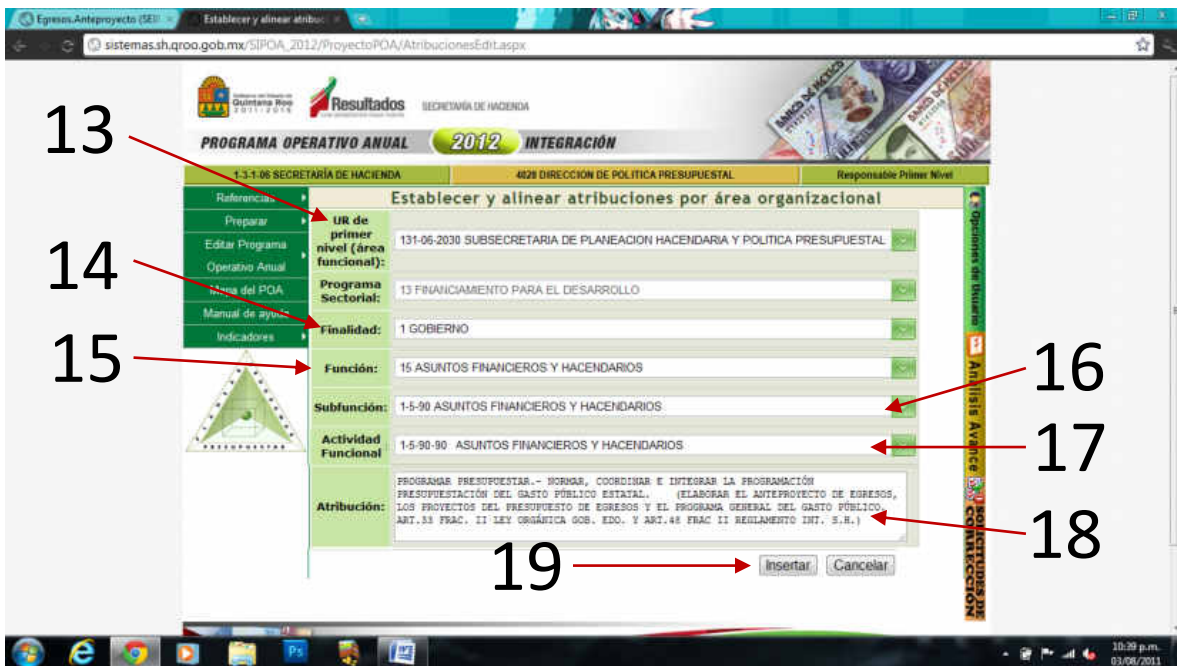 Egresos.Anteproyecto (SEI
Establecer y alinear atribuc
sistemas.sh.qroo.gob.mx/SIPOA_2012/ProyectoPOA/AtribucionesEdit.aspx
Quintana Roo
2011-2016
Resultados
SECRETARÍA DE HACIENDA
BANCO DE MEXICO
PROGRAMA OPERATIVO ANUAL 2012 INTEGRACIÓN
1-3-1-06 SECRETARÍA DE HACIENDA
4028 DIRECCION DE POLITICA PRESUPUESTAL
Responsable Primer Nivel
Referencias
Preparar
Editar Programa
Operativo Anual
Mapa del POA
Manual de ayuda
Indicadores
PRESUPUESTAR
Establecer y alinear atribuciones por área organizacional
13
UR de primer nivel (área funcional):
131-06-2030 SUBSECRETARIA DE PLANEACION HACENDARIA Y POLITICA PRESUPUESTAL
Programa Sectorial:
13 FINANCIAMIENTO PARA EL DESARROLLO
14
Finalidad:
1 GOBIERNO
15
Función:
15 ASUNTOS FINANCIEROS Y HACENDARIOS
Subfunción:
1-5-90 ASUNTOS FINANCIEROS Y HACENDARIOS
16
Actividad Funcional
1-5-90-90 ASUNTOS FINANCIEROS Y HACENDARIOS
17
Atribución:
PROGRAMAR PRESUPUESTAR.- NORMAR, COORDINAR E INTEGRAR LA PROGRAMACIÓN
PRESUPUESTACIÓN DEL GASTO PÚBLICO ESTATAL. (ELABORAR EL ANTEPROYECTO DE EGRESOS,
LOS PROYECTOS DEL PRESUPUESTO DE EGRESOS Y EL PROGRAMA GENERAL DEL GASTO PÚBLICO.
ART.33 FRAC. II LEY ORGÁNICA GOB. EDO. Y ART.48 FRAC II REGLAMENTO INT. S.H.)
18
19
Insertar
Cancelar
Opciones de Usuario
Análisis Avance
SOLICITUDES DE
CORRECCIÓN
Ps
10:39 p.m.
03/08/2011